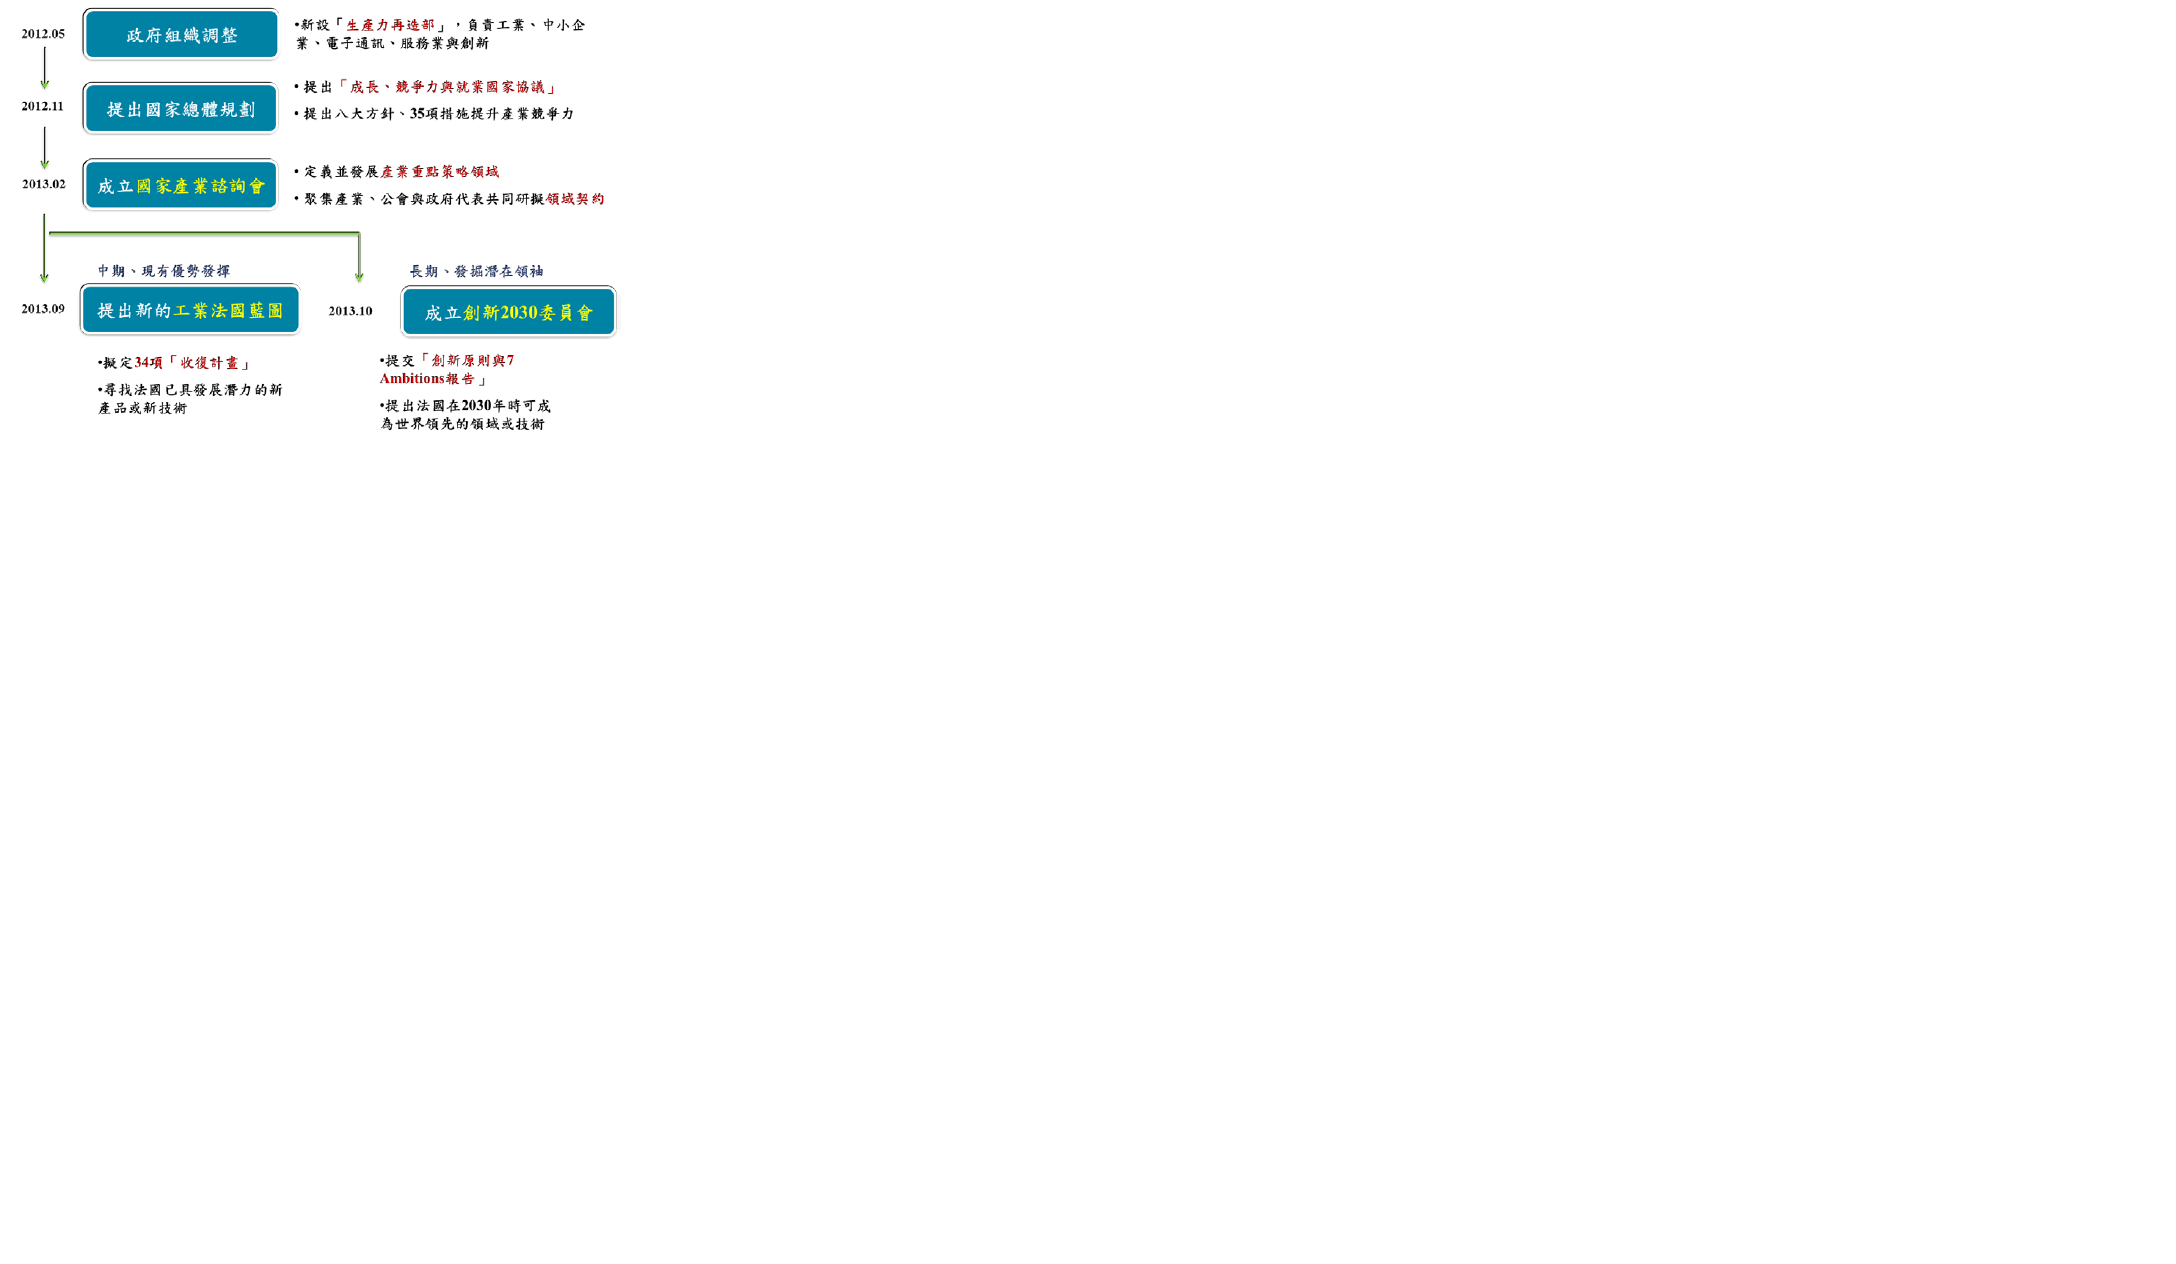 2012.05
政府組織調整
•新設「生產力再造部」，負責工業、中小企
業、電子通訊、服務業與創新
2012.11
提出國家總體規劃
• 提出「成長、競爭力與就業國家協議」
• 提出八大方針、35項措施提升產業競爭力
2013.02
成立國家產業諮詢會
• 定義並發展產業重點策略領域
• 聚集產業、公會與政府代表共同研擬領域契約
中期、現有優勢發揮
2013.09
提出新的工業法國藍圖
•擬定34項「收復計畫」
•尋找法國已具發展潛力的新
產品或新技術
長期、發掘潛在領袖
2013.10
成立創新2030委員會
•提交「創新原則與7
Ambitions報告」
•提出法國在2030年時可成
為世界領先的領域或技術